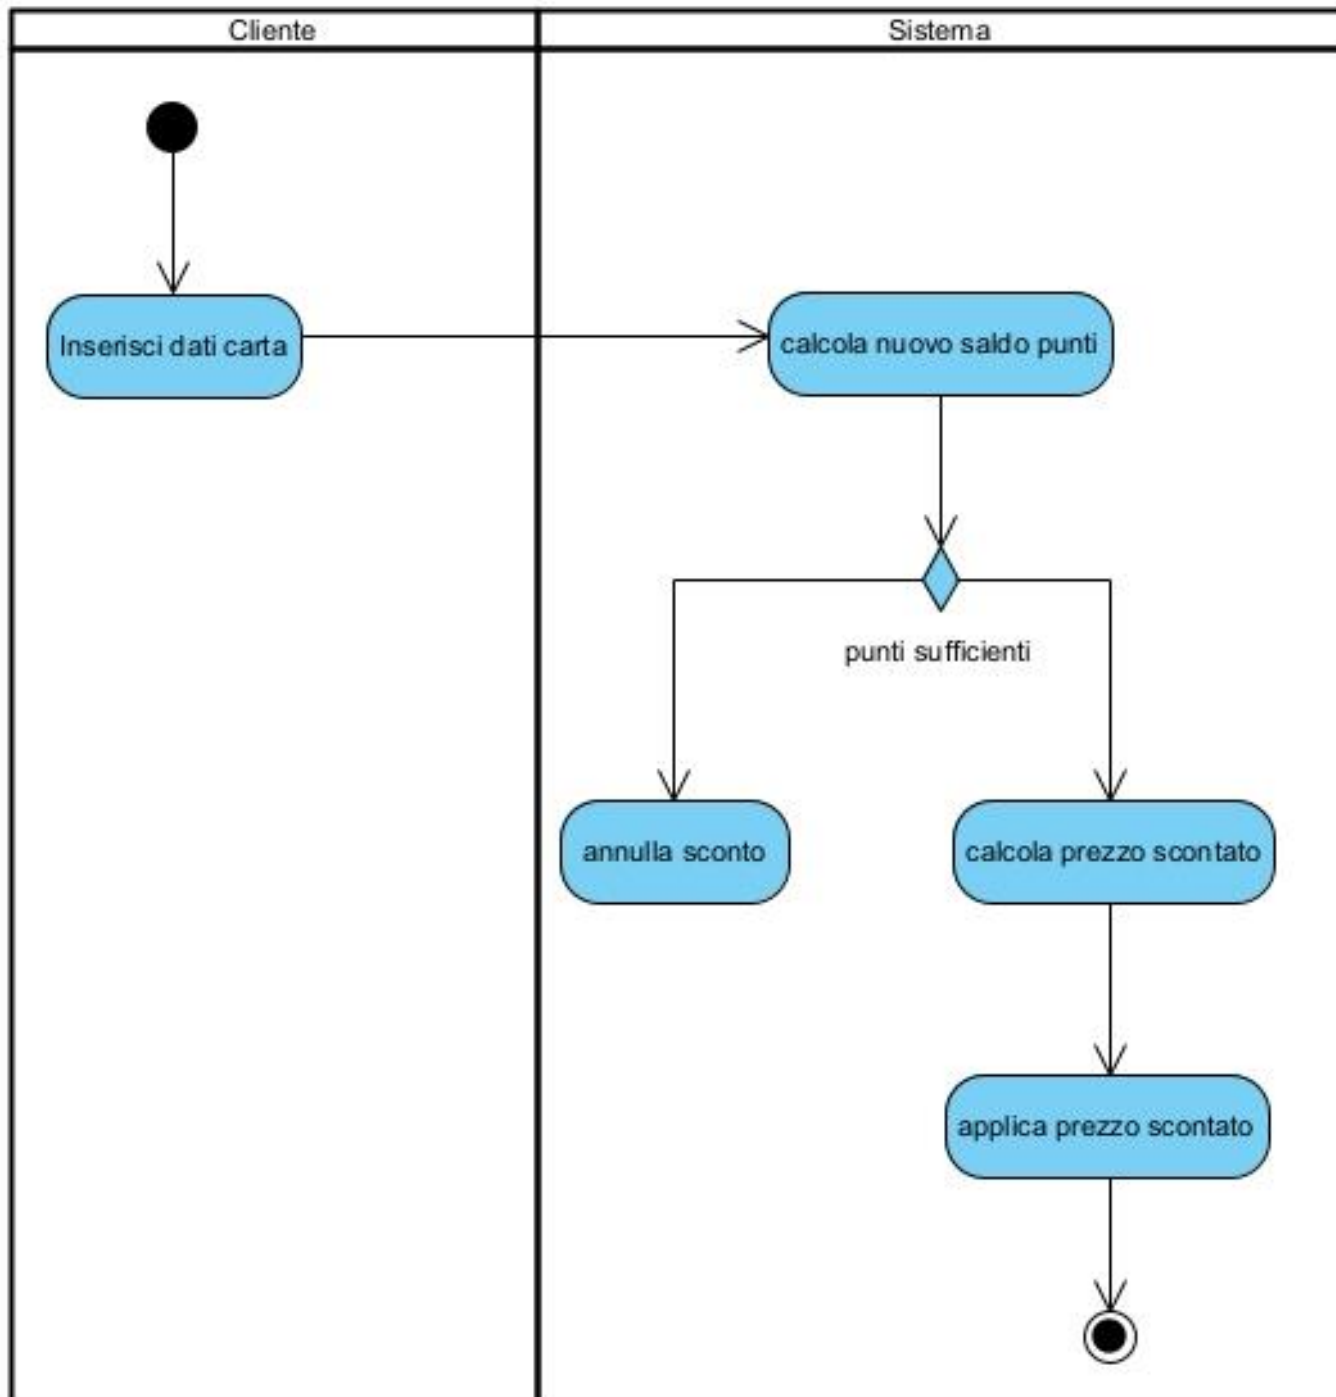 Cliente
Sistema
Inserisci dati carta
calcola nuovo saldo punti
punti sufficienti
annulla sconto
calcola prezzo scontato
applica prezzo scontato